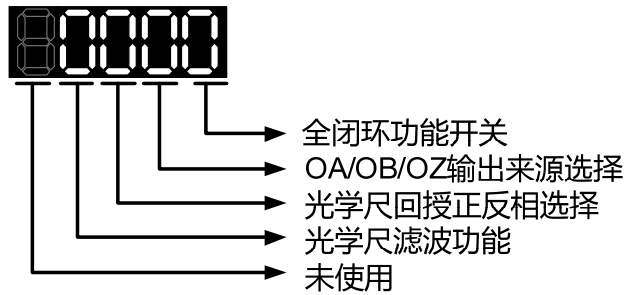 0000
全闭环功能开关
OA/OB/OZ输出来源选择
光学尺回授正反相选择
光学尺滤波功能
未使用